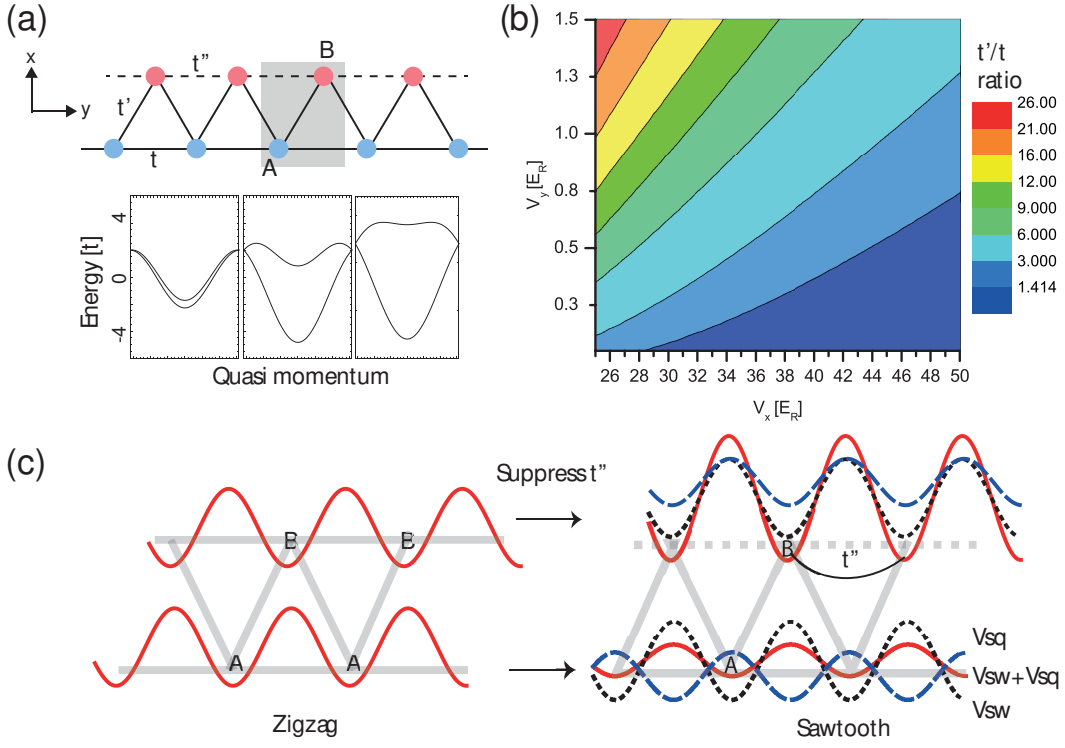 (a)
x
y
t"
B
t'
t
A
Energy [t]
4
0
-4
Quasi momentum
(b)
V_y [E_R]
1.5
1.3
1.0
0.8
0.5
0.3
26 28 30 32 34 36 38 40 42 44 46 48 50
V_x [E_R]
t'/t
ratio
26.00
21.00
16.00
12.00
9.000
6.000
3.000
1.414
(c)
B B
A A
Zigzag
Suppress t"
B
t"
A
Vsq
Vsw+Vsq
Vsw
Sawtooth